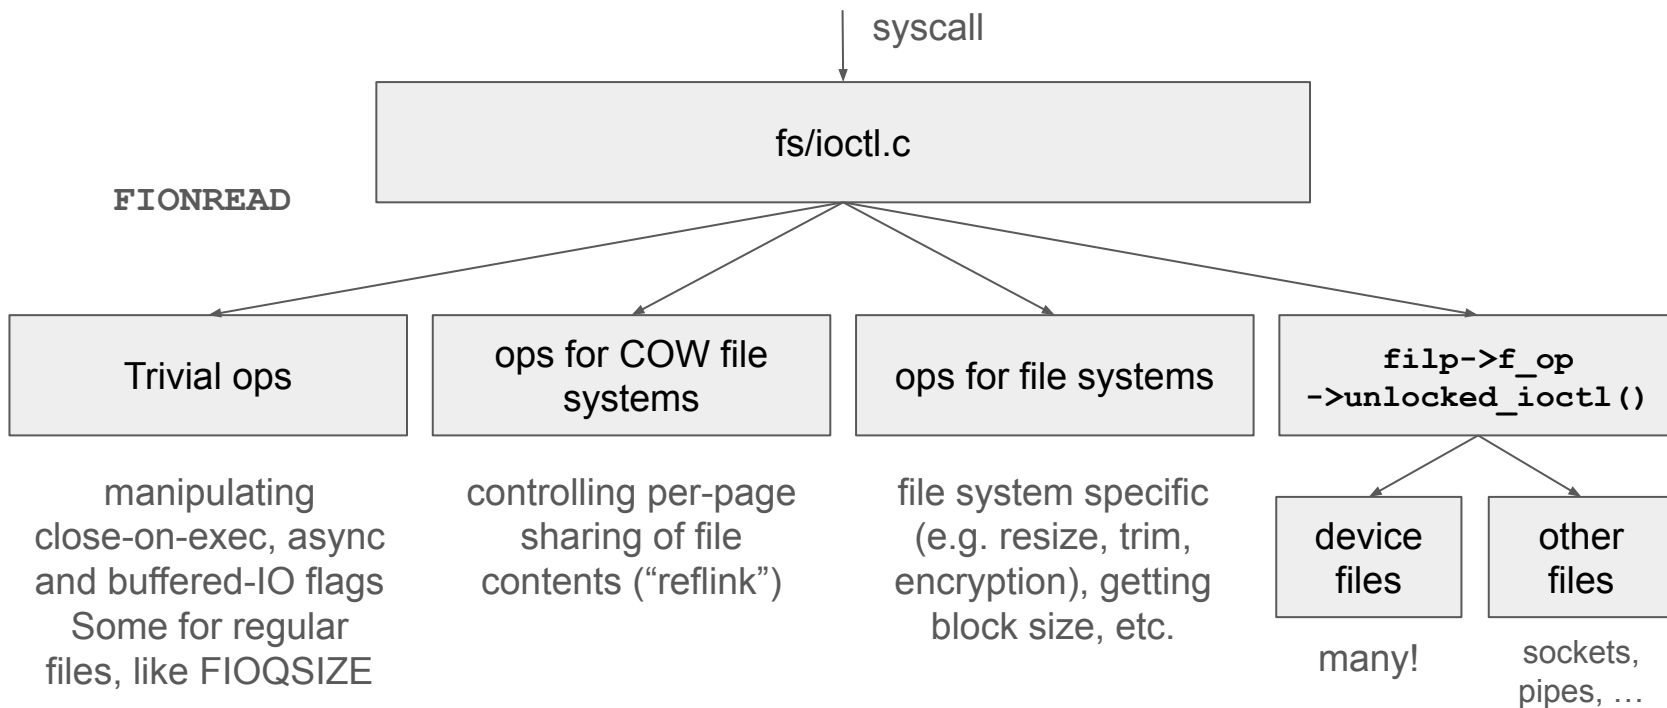 syscall
fs/ioctl.c
FIONREAD
Trivial ops
ops for COW file
systems
ops for file systems
filp->f_op
->unlocked_ioctl()
manipulating
close-on-exec, async
and buffered-IO flags
Some for regular
files, like FIOQSIZE
controlling per-page
sharing of file
contents (“reflink”)
file system specific
(e.g. resize, trim,
encryption), getting
block size, etc.
device
files
other
files
many!
sockets,
pipes, …